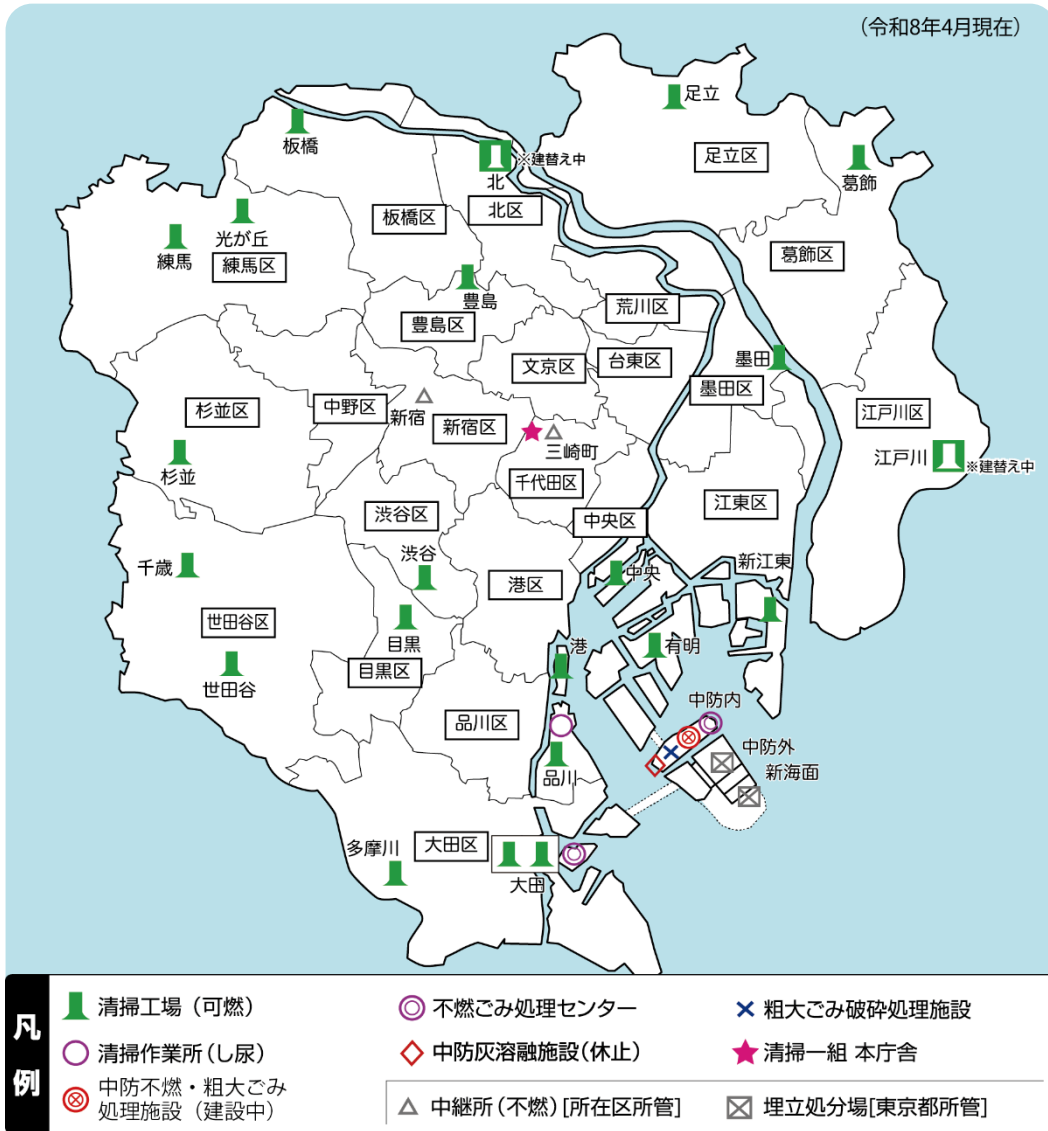 (令和8年4月現在)
足立
板橋
※建替え中
北
足立区
葛飾
板橋区
北区
光が丘
練馬
練馬区
葛飾区
豊島
荒川区
豊島区
文京区
台東区
墨田
墨田区
杉並区
中野区
新宿
新宿区
江戸川区
三崎町
杉並
江戸川
※建替え中
千代田区
江東区
渋谷区
中央区
渋谷
新江東
千歳
中央
港区
世田谷区
目黒
港
有明
世田谷
目黒区
中防内
品川区
中防外
新海面
品川
多摩川
大田区
大田
凡例
清掃工場(可燃)
不燃ごみ処理センター
粗大ごみ破砕処理施設
清掃作業所(し尿)
中防灰溶融施設(休止)
清掃一組 本庁舎
中防不燃・粗大ごみ
処理施設(建設中)
中継所(不燃)[所在区所管]
埋立処分場[東京都所管]